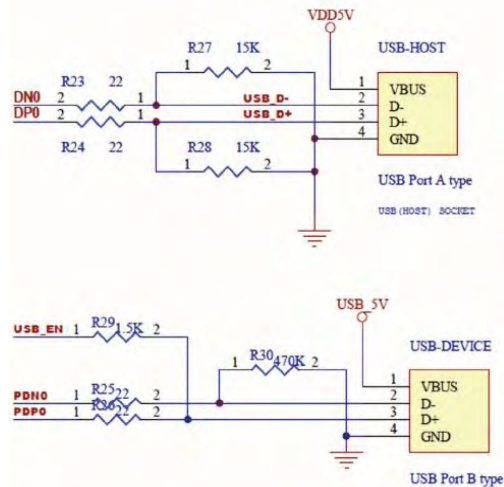 VDD5V
R27 15K
USB-HOST
1 2
R23 22
1 VBUS
DN0 2 1 USB_D- 2 D-
DP0 2 1 USB_D+ 3 D+
4 GND
R24 22
R28 15K
1 2
USB Port A type
USB(HOST) SOCKET
USB_5V
USB_EN 1 R29 1.5K 2
USB-DEVICE
1 R30 470K 2
1 VBUS
PDN0 1 R25 22 2 2 D-
PDP0 1 22 2 3 D+
4 GND
USB Port B type